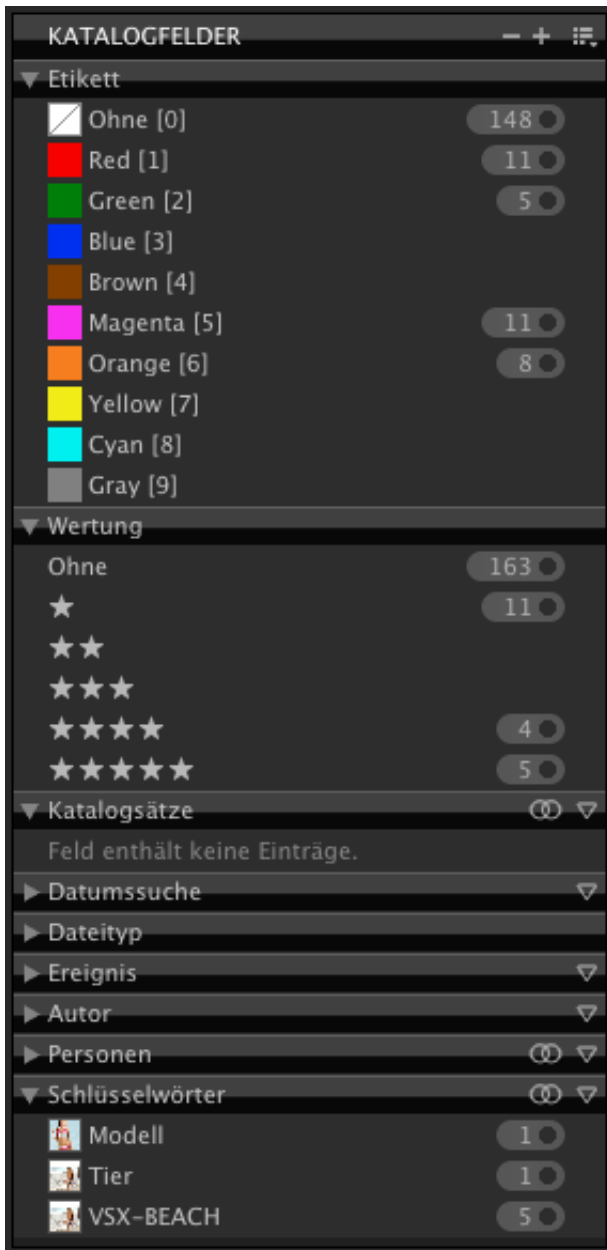 KATALOGFELDER
Etikett
Ohne [0] 148
Red [1] 11
Green [2] 5
Blue [3]
Brown [4]
Magenta [5] 11
Orange [6] 8
Yellow [7]
Cyan [8]
Gray [9]
Wertung
Ohne 163
11
4
5
Katalogsätze
Feld enthält keine Einträge.
Datumssuche
Dateityp
Ereignis
Autor
Personen
Schlüsselwörter
Modell 1
Tier 1
VSX-BEACH 5